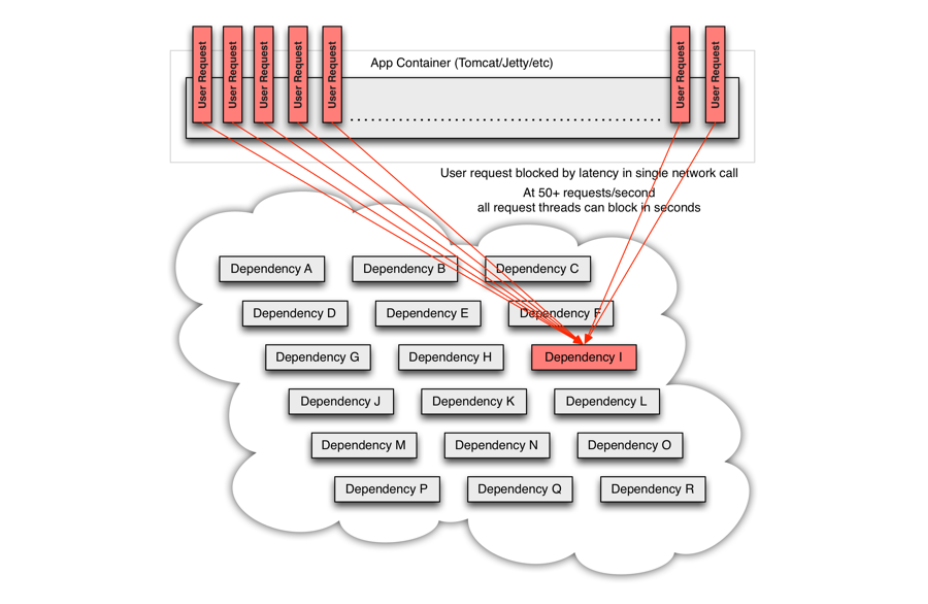 User Request
User Request
User Request
User Request
User Request
User Request
User Request
App Container (Tomcat/Jetty/etc)
User request blocked by latency in single network call
At 50+ requests/second
all request threads can block in seconds
Dependency A
Dependency B
Dependency C
Dependency D
Dependency E
Dependency F
Dependency G
Dependency H
Dependency I
Dependency J
Dependency K
Dependency L
Dependency M
Dependency N
Dependency O
Dependency P
Dependency Q
Dependency R